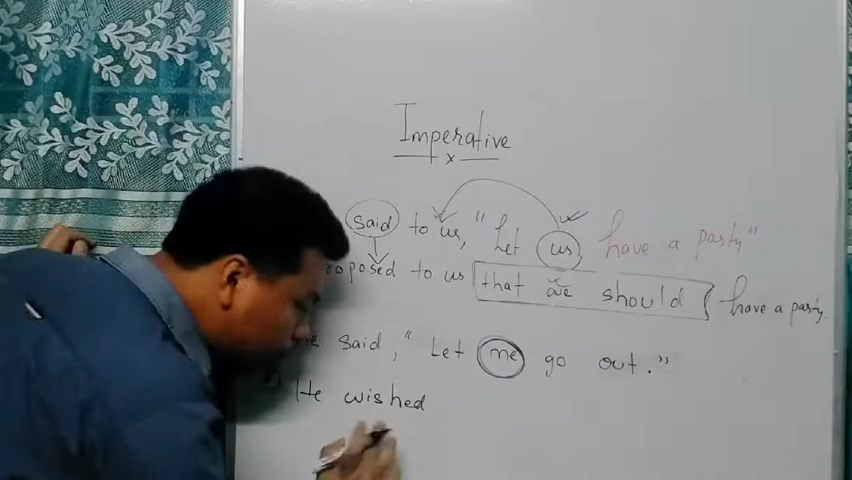 Imperative
said to us, "Let us have a party"
to us that we should have a party.
said, "Let me go out."
He wished